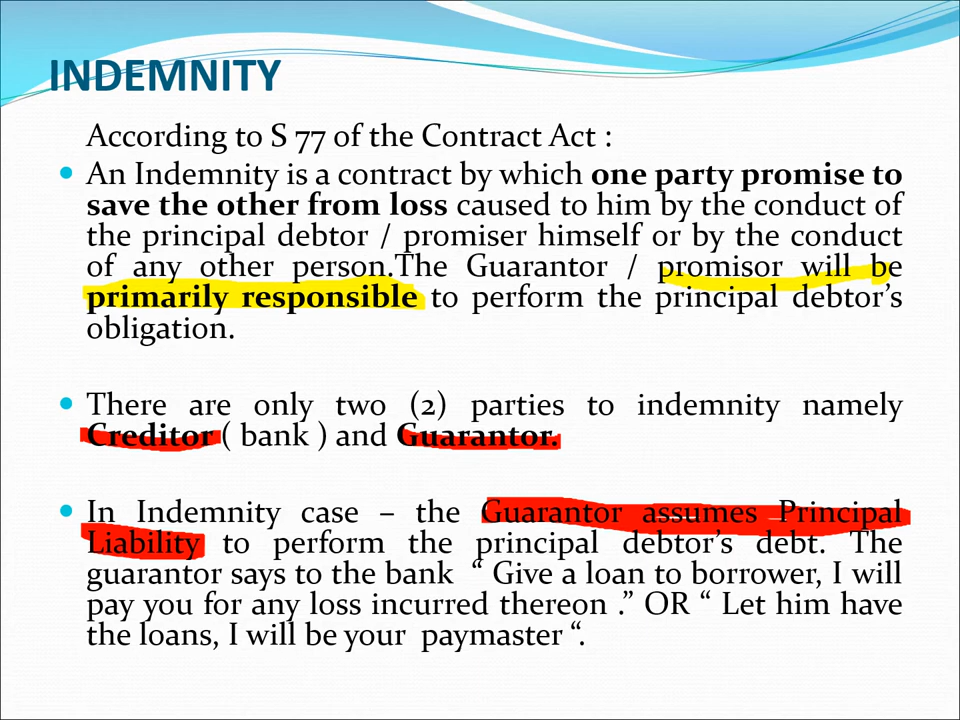 INDEMNITY
According to S 77 of the Contract Act :
• An Indemnity is a contract by which one party promise to
save the other from loss caused to him by the conduct of
the principal debtor / promiser himself or by the conduct
of any other person.The Guarantor / promisor will be
primarily responsible to perform the principal debtor’s
obligation.
• There are only two (2) parties to indemnity namely
Creditor ( bank ) and Guarantor.
• In Indemnity case – the Guarantor assumes Principal
Liability to perform the principal debtor’s debt. The
guarantor says to the bank “ Give a loan to borrower, I will
pay you for any loss incurred thereon .” OR “ Let him have
the loans, I will be your paymaster “.